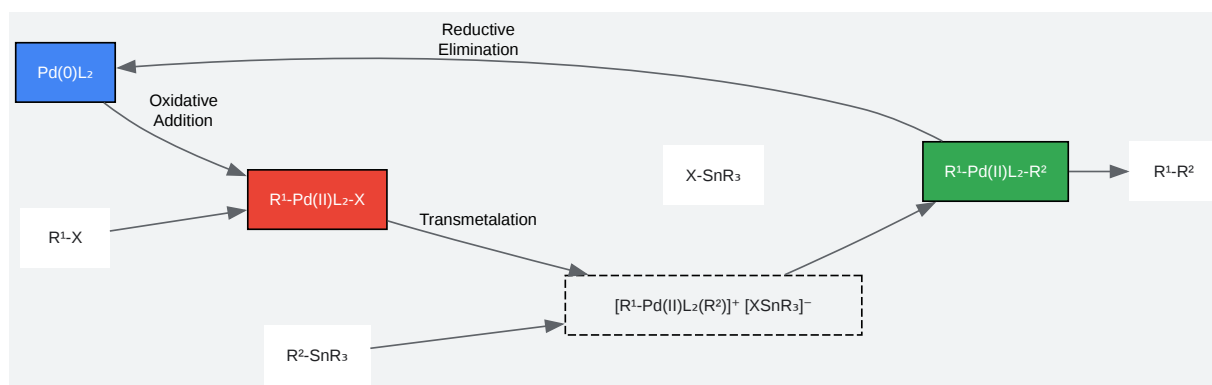 Reductive
Elimination
Pd(0)L₂
Oxidative
Addition
R¹-Pd(II)L₂-X
X-SnR₃
R¹-Pd(II)L₂-R²
R¹-R²
R¹-X
Transmetalation
[R¹-Pd(II)L₂(R²)]⁺ [XSnR₃]⁻
R²-SnR₃